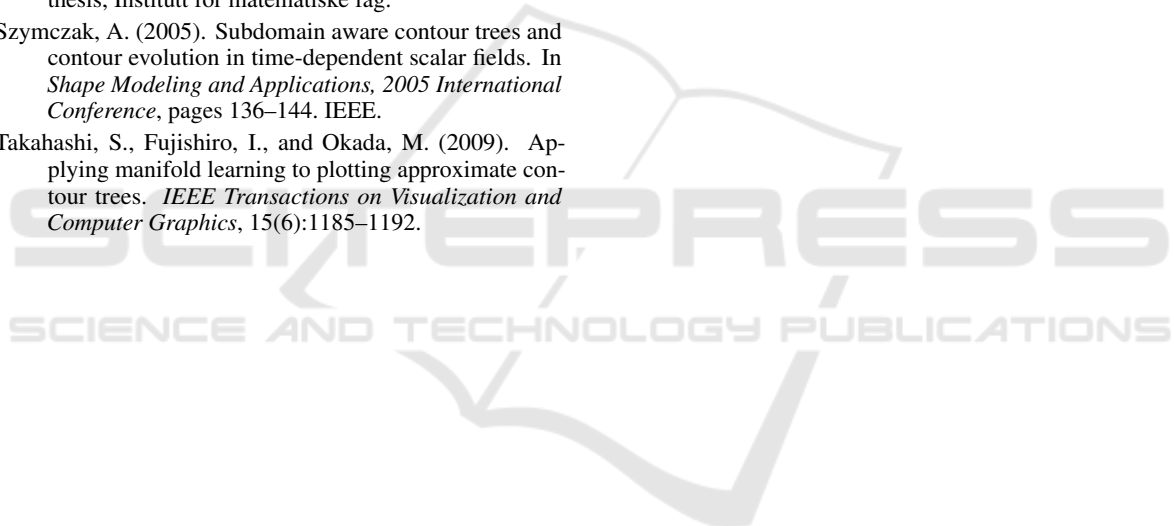 thesis, Institutt for matematiske fag.
Szymczak, A. (2005). Subdomain aware contour trees and
contour evolution in time-dependent scalar fields. In
Shape Modeling and Applications, 2005 International
Conference, pages 136–144. IEEE.
Takahashi, S., Fujishiro, I., and Okada, M. (2009). Ap-
plying manifold learning to plotting approximate con-
tour trees. IEEE Transactions on Visualization and
Computer Graphics, 15(6):1185–1192.
SCITEPRESS
SCIENCE AND TECHNOLOGY PUBLICATIONS